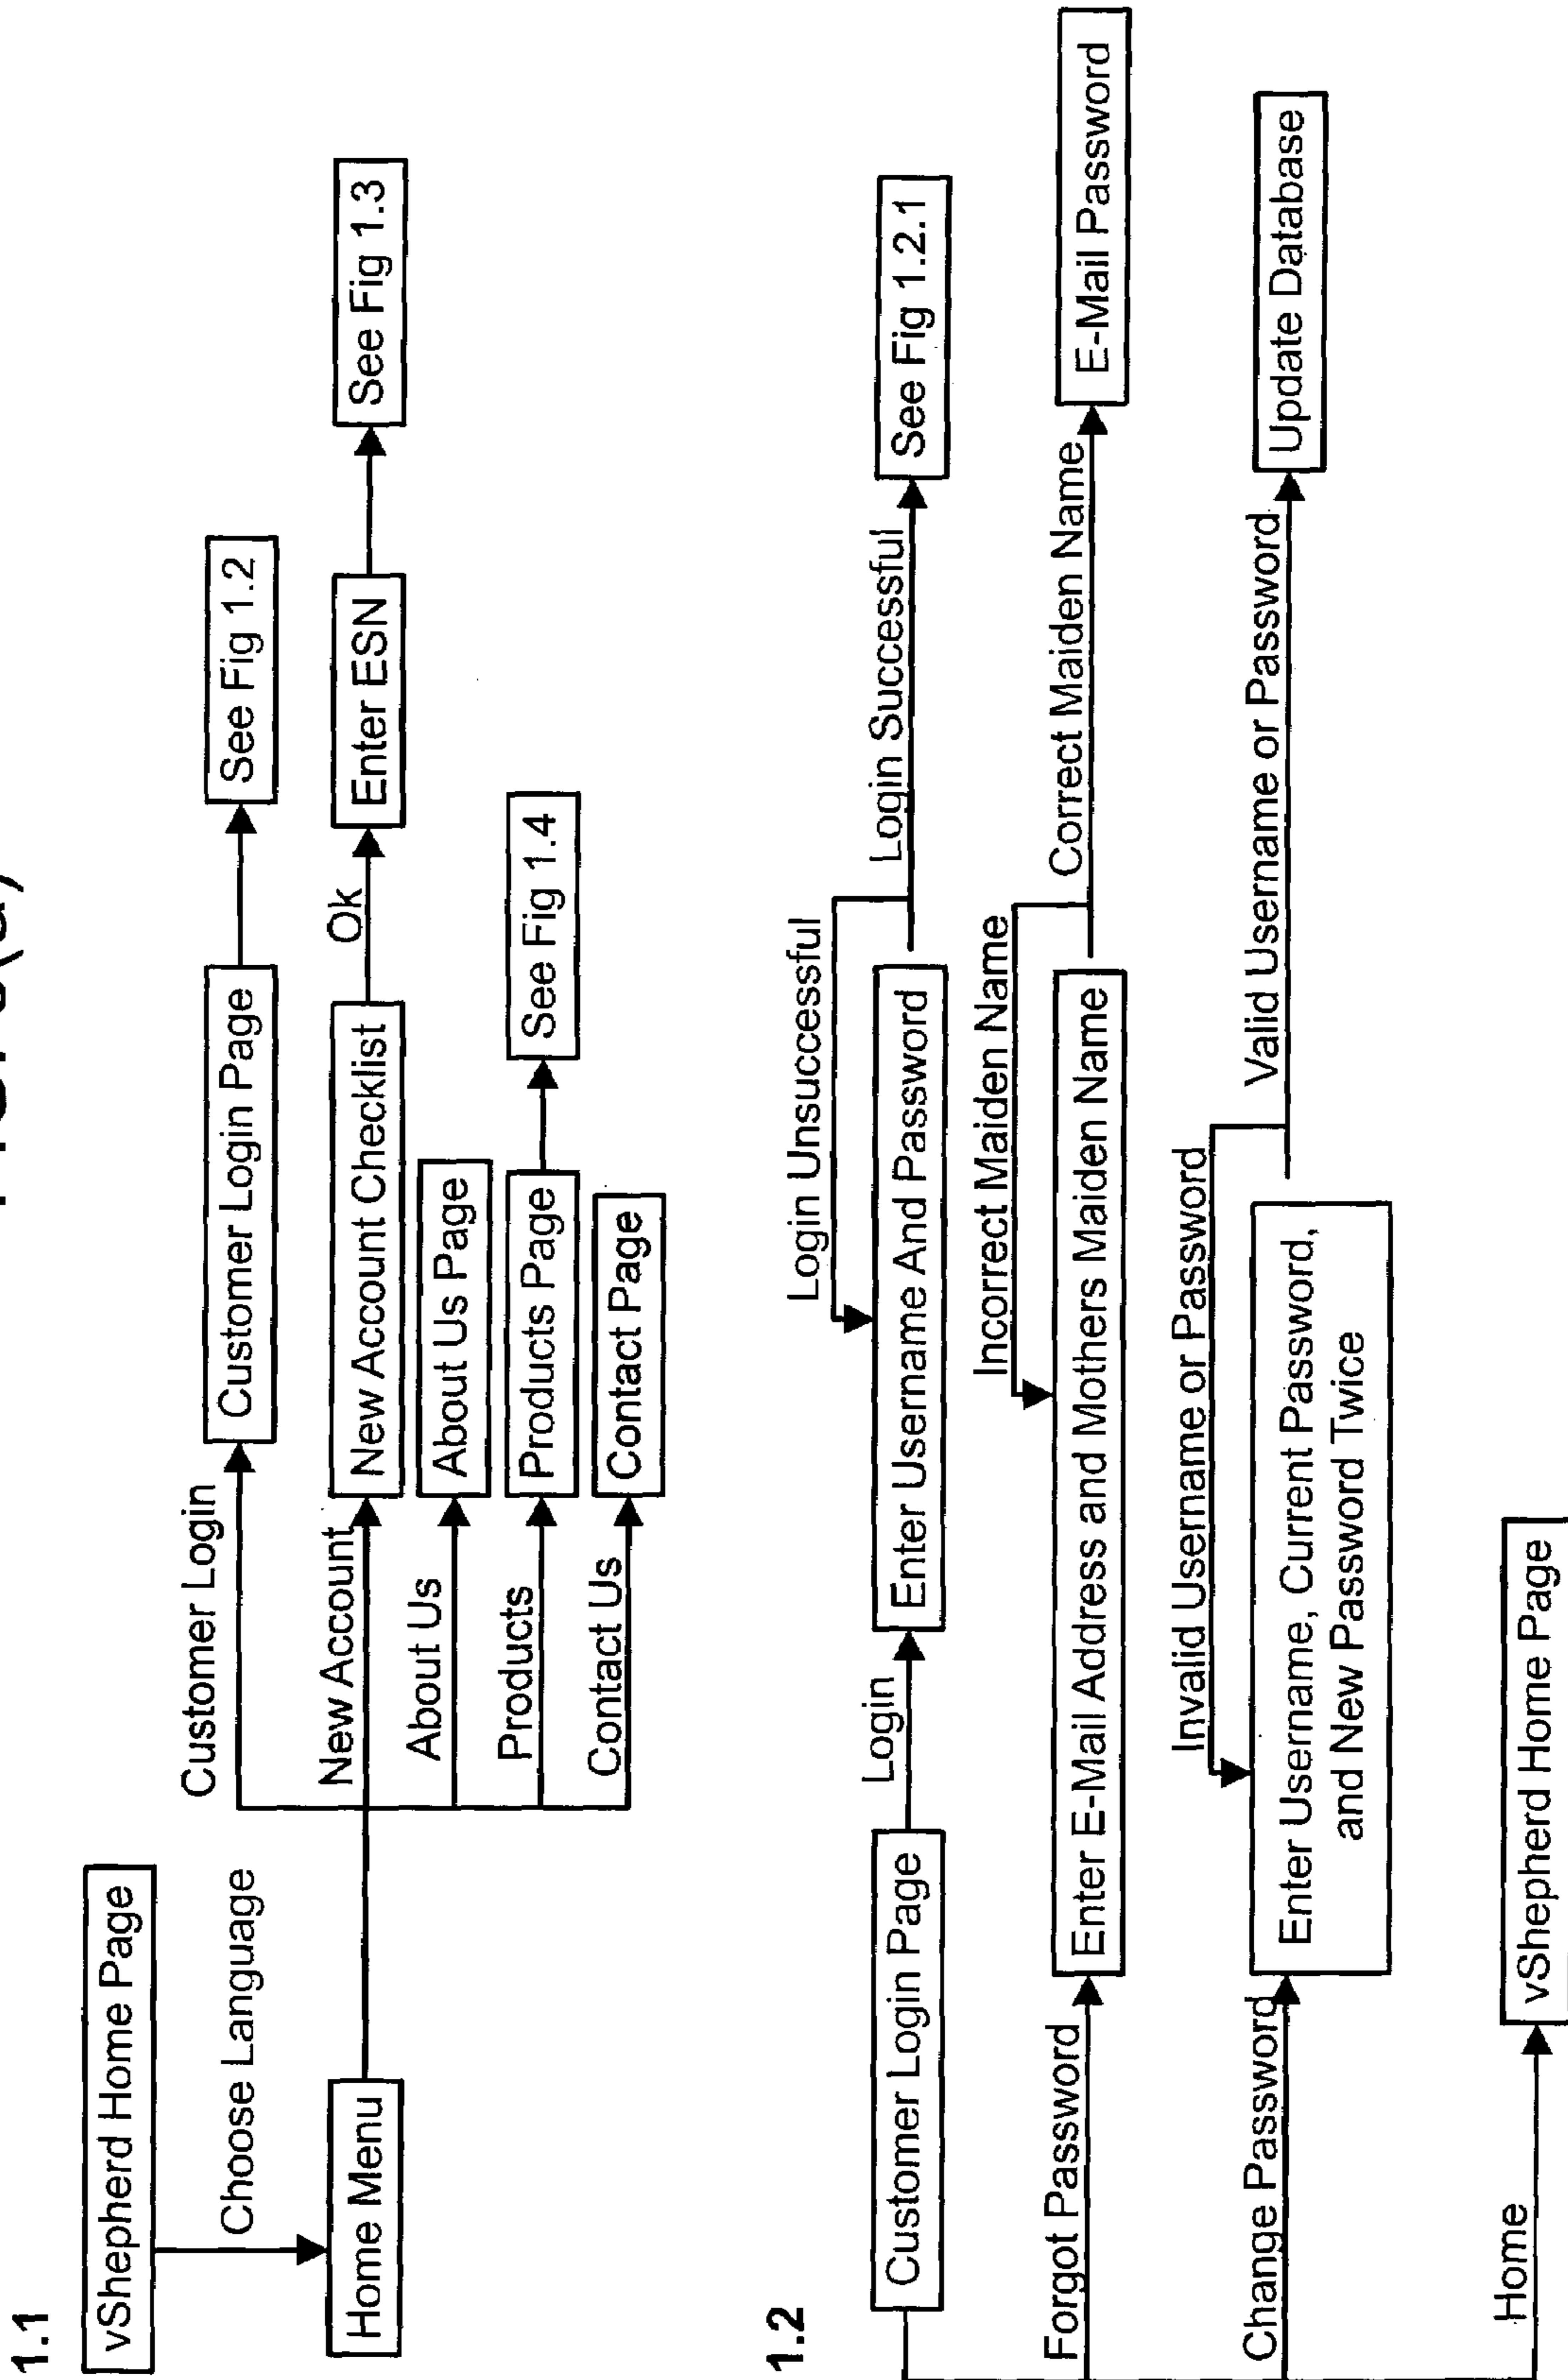 1.1
vShepherd Home Page
Choose Language
Home Menu
Customer Login
Customer Login Page
See Fig 1.2
New Account
New Account Checklist
Ok
Enter ESN
See Fig 1.3
About Us
About Us Page
Products
Products Page
See Fig 1.4
Contact Us
Contact Page
1.2
Customer Login Page
Login
Enter Username And Password
Login Unsuccessful
Login Successful
See Fig 1.2.1
Forgot Password
Enter E-Mail Address and Mothers Maiden Name
Incorrect Maiden Name
Correct Maiden Name
E-Mail Password
Change Password
Enter Username, Current Password,
and New Password Twice
Invalid Username or Password
Valid Username or Password
Update Database
Home
vShepherd Home Page